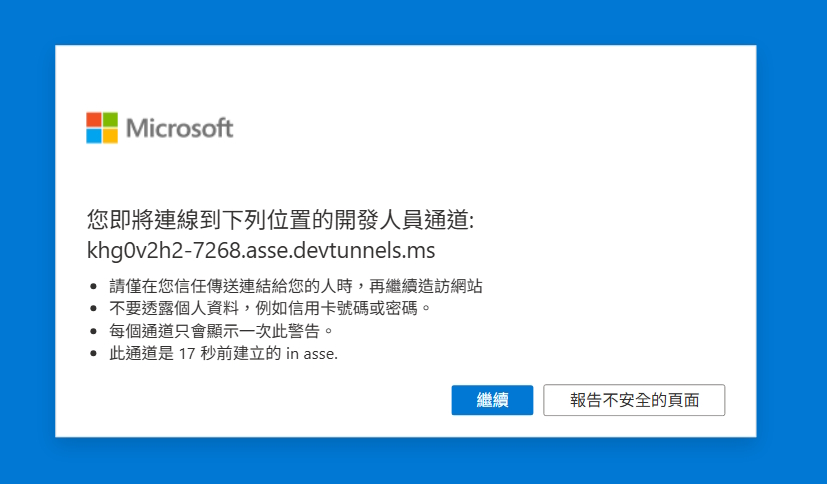 Microsoft
您即將連線到下列位置的開發人員通道:
khg0v2h2-7268.asse.devtunnels.ms
• 請僅在您信任傳送連結給您的人時，再繼續造訪網站
• 不要透露個人資料，例如信用卡號碼或密碼。
• 每個通道只會顯示一次此警告。
• 此通道是 17 秒前建立的 in asse.
繼續
報告不安全的頁面